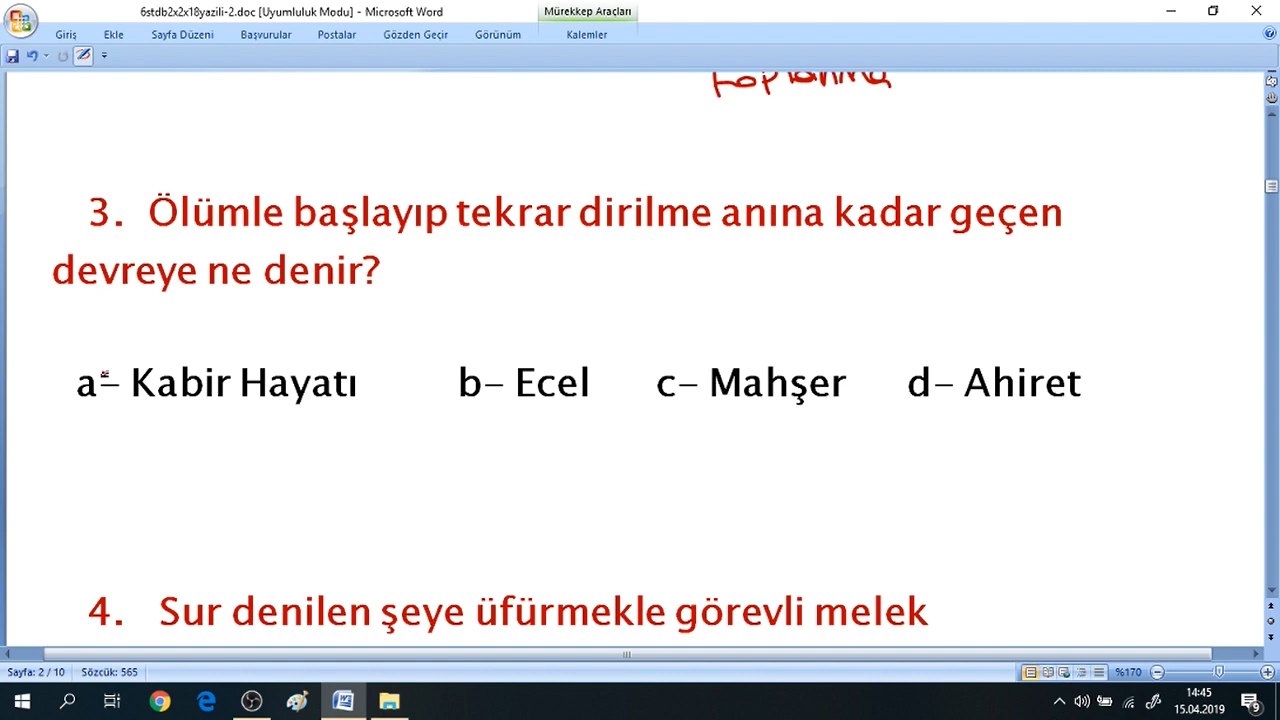 6stdb2x2x18yazili-2.doc [Uyumluluk Modu] - Microsoft Word
Mürekkep Araçları
Giriş Ekle Sayfa Düzeni Başvurular Postalar Gözden Geçir Görünüm Kalemler
3. Ölümle başlayıp tekrar dirilme anına kadar geçen
devreye ne denir?
a- Kabir Hayatı b- Ecel c- Mahşer d- Ahiret
4. Sur denilen şeye üfürmekle görevli melek
Sayfa: 2 / 10 Sözcük: 565 %170
14:45
15.04.2019
9